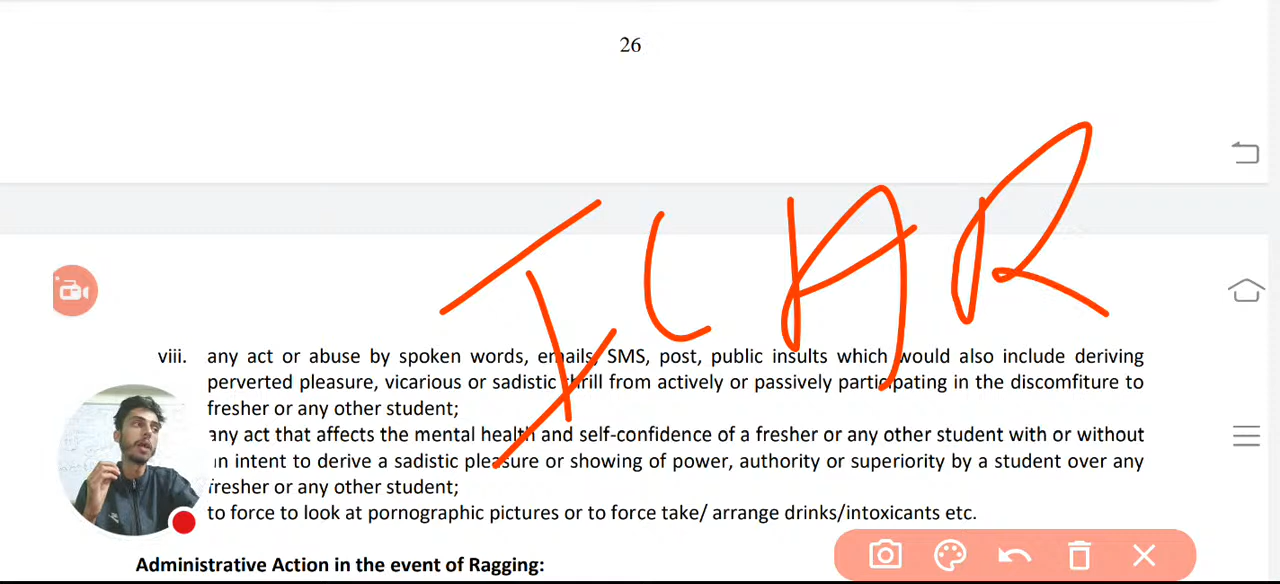 26
ICAR
viii. any act or abuse by spoken words, emails, SMS, post, public insults which would also include deriving
perverted pleasure, vicarious or sadistic thrill from actively or passively participating in the discomfiture to
fresher or any other student;
any act that affects the mental health and self-confidence of a fresher or any other student with or without
an intent to derive a sadistic pleasure or showing of power, authority or superiority by a student over any
fresher or any other student;
to force to look at pornographic pictures or to force take/ arrange drinks/intoxicants etc.
Administrative Action in the event of Ragging: